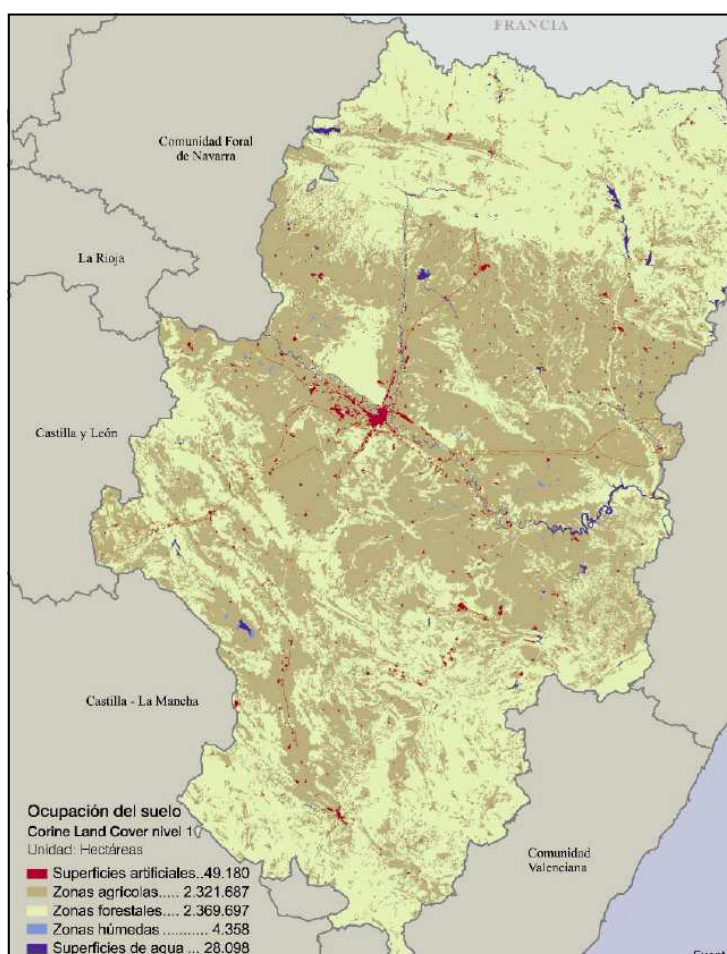 FRANCIA
Comunidad Foral
de Navarra
La Rioja
Castilla y León
Castilla - La Mancha
Comunidad
Valenciana
Ocupación del suelo
Corine Land Cover nivel 1
Unidad: Hectáreas
Superficies artificiales..49.180
Zonas agrícolas..... 2.321.687
Zonas forestales.... 2.369.697
Zonas húmedas ........... 4.358
Superficies de agua ... 28.098